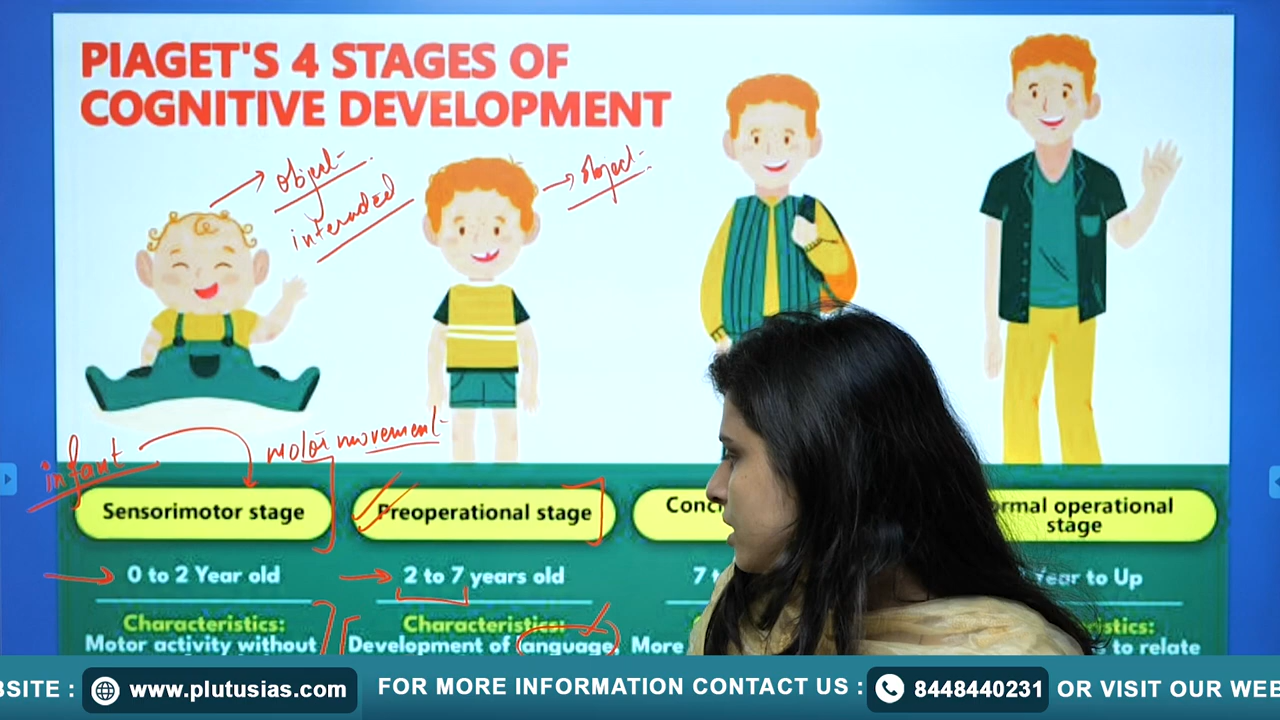 PIAGET'S 4 STAGES OF
COGNITIVE DEVELOPMENT
object
object
interuded
infant
motor movement
Sensorimotor stage
Preoperational stage
Conc
rmal operational
stage
0 to 2 Year old
2 to 7 years old
7 t
Year to Up
Characteristics:
Characteristics:
stics:
Motor activity without
Development of language,
More
to relate
BSITE :
www.plutusias.com
FOR MORE INFORMATION CONTACT US :
8448440231
OR VISIT OUR WEB